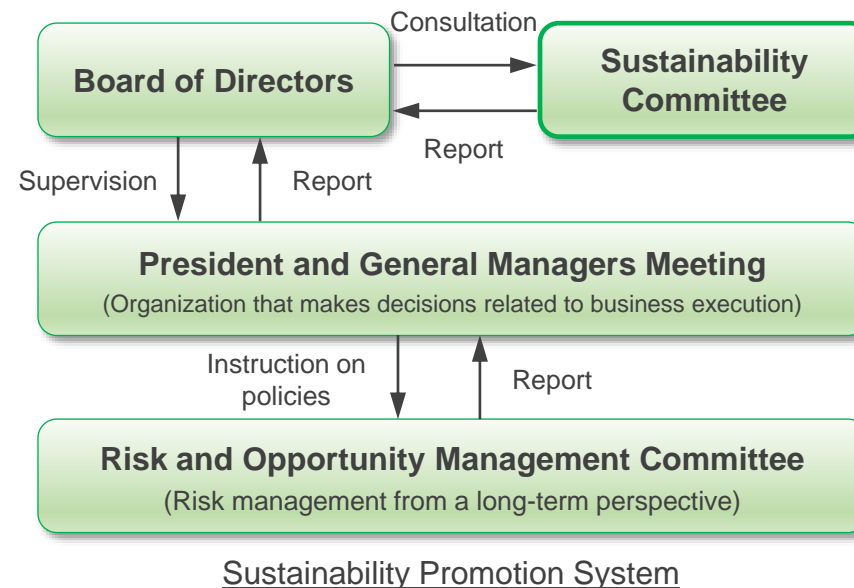 Consultation
Board of Directors
Sustainability
Committee
Report
Supervision
Report
President and General Managers Meeting
(Organization that makes decisions related to business execution)
Instruction on
policies
Report
Risk and Opportunity Management Committee
(Risk management from a long-term perspective)
Sustainability Promotion System